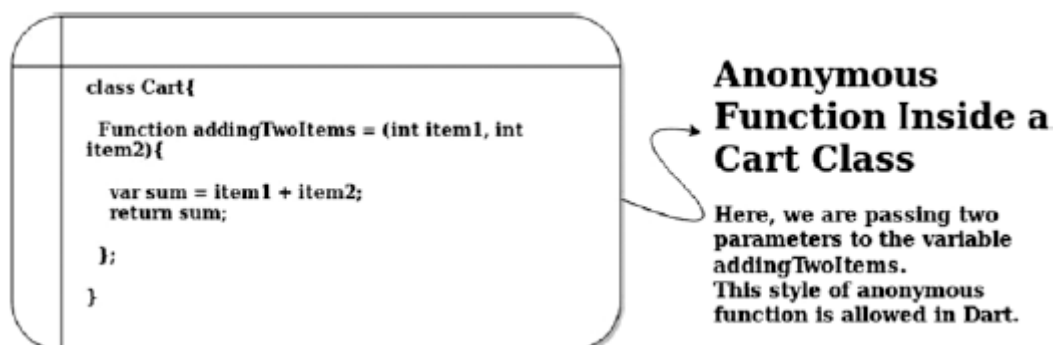 class Cart{
Function addingTwoItems = (int item1, int
item2){
var sum = item1 + item2;
return sum;
};
}
Anonymous
Function Inside a
Cart Class
Here, we are passing two
parameters to the variable
addingTwoItems.
This style of anonymous
function is allowed in Dart.